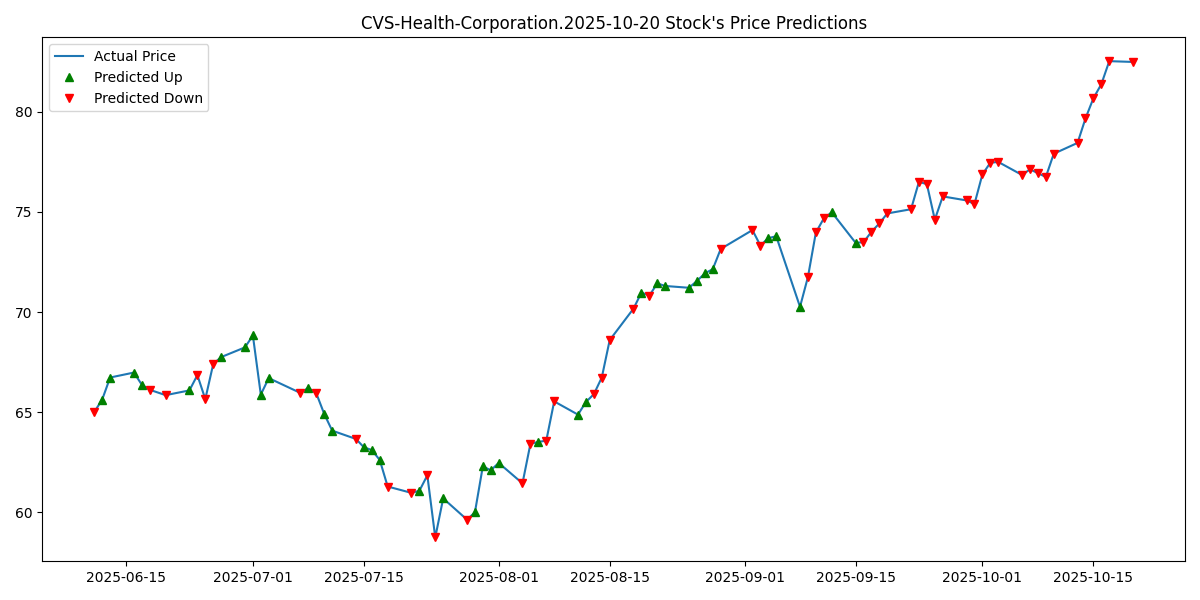 CVS-Health-Corporation.2025-10-20 Stock's Price Predictions
Actual Price
Predicted Up
Predicted Down
80
75
70
65
60
2025-06-15 2025-07-01 2025-07-15 2025-08-01 2025-08-15 2025-09-01 2025-09-15 2025-10-01 2025-10-15